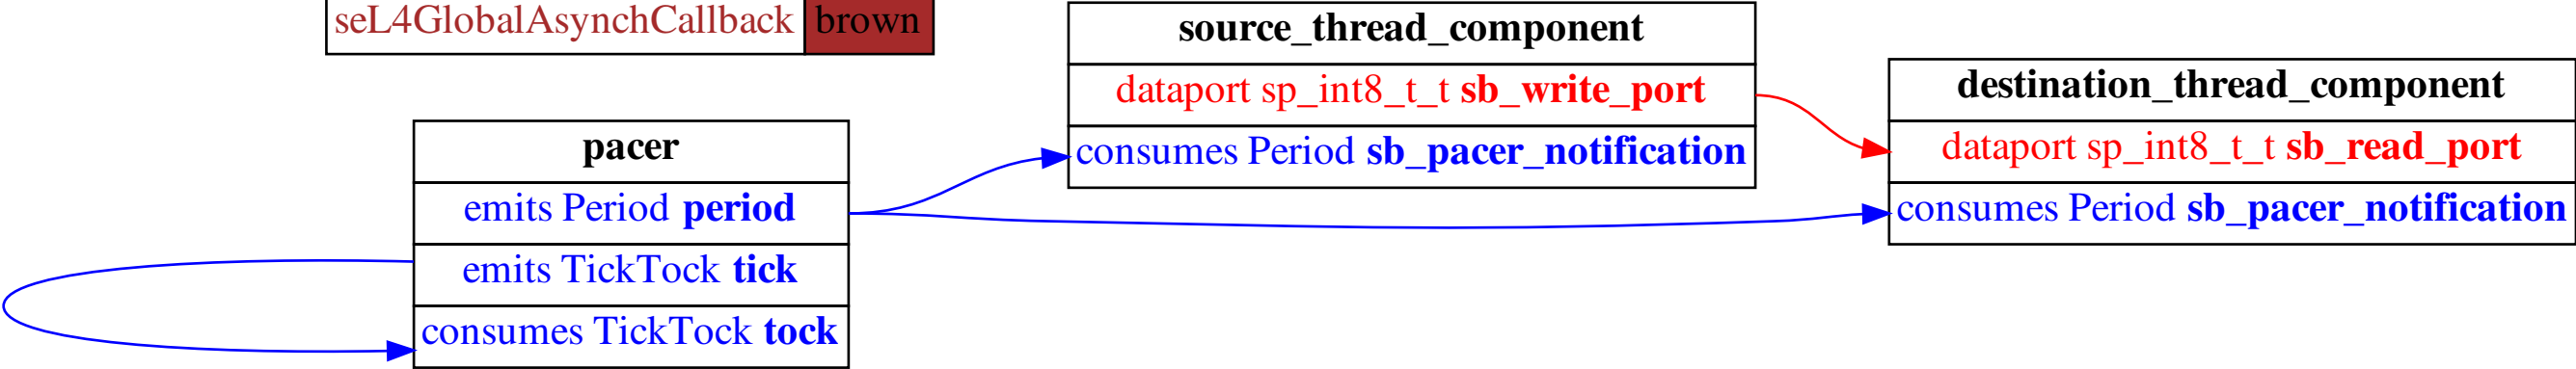 seL4GlobalAsynchCallback brown
source_thread_component
dataport sp_int8_t_t sb_write_port
consumes Period sb_pacer_notification
destination_thread_component
dataport sp_int8_t_t sb_read_port
consumes Period sb_pacer_notification
pacer
emits Period period
emits TickTock tick
consumes TickTock tock